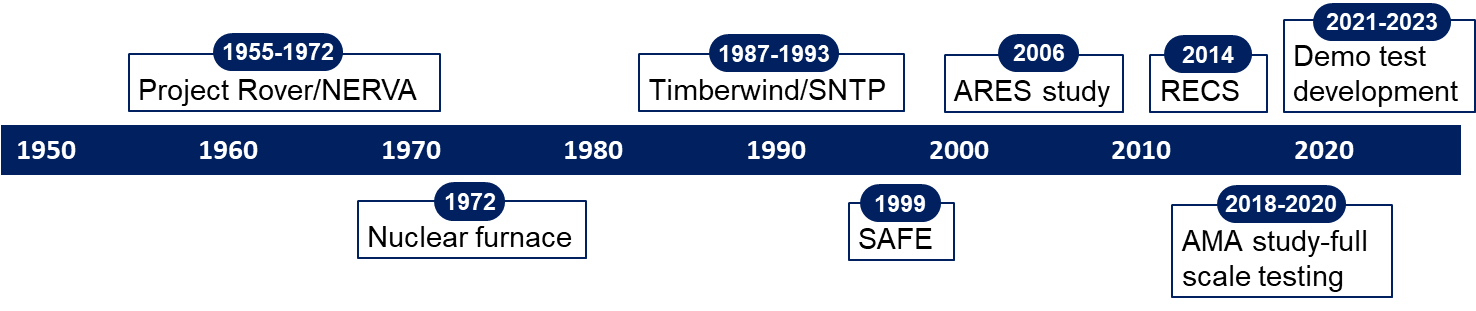 1955-1972
Project Rover/NERVA
1987-1993
Timberwind/SNTP
2006
ARES study
2014
RECS
2021-2023
Demo test
development
1950 1960 1970 1980 1990 2000 2010 2020
1972
Nuclear furnace
1999
SAFE
2018-2020
AMA study-full
scale testing